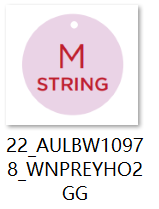 M
STRING
22_AULBW1097
8_WNPREYHO2
GG